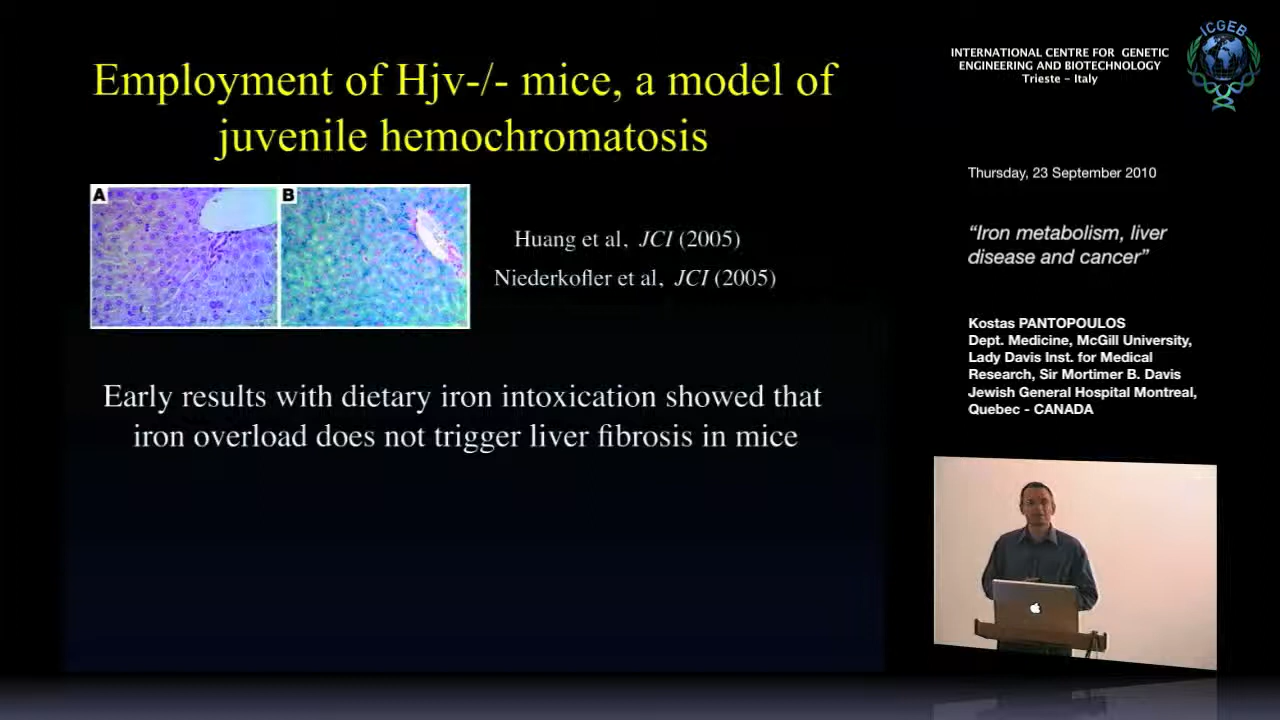 Employment of Hjv-/- mice, a model of
juvenile hemochromatosis
A
B
Huang et al, JCI (2005)
Niederkofler et al, JCI (2005)
Early results with dietary iron intoxication showed that
iron overload does not trigger liver fibrosis in mice
INTERNATIONAL CENTRE FOR GENETIC
ENGINEERING AND BIOTECHNOLOGY
Trieste - Italy
ICGEB
Thursday, 23 September 2010
“Iron metabolism, liver
disease and cancer”
Kostas PANTOPOULOS
Dept. Medicine, McGill University,
Lady Davis Inst. for Medical
Research, Sir Mortimer B. Davis
Jewish General Hospital Montreal,
Quebec - CANADA